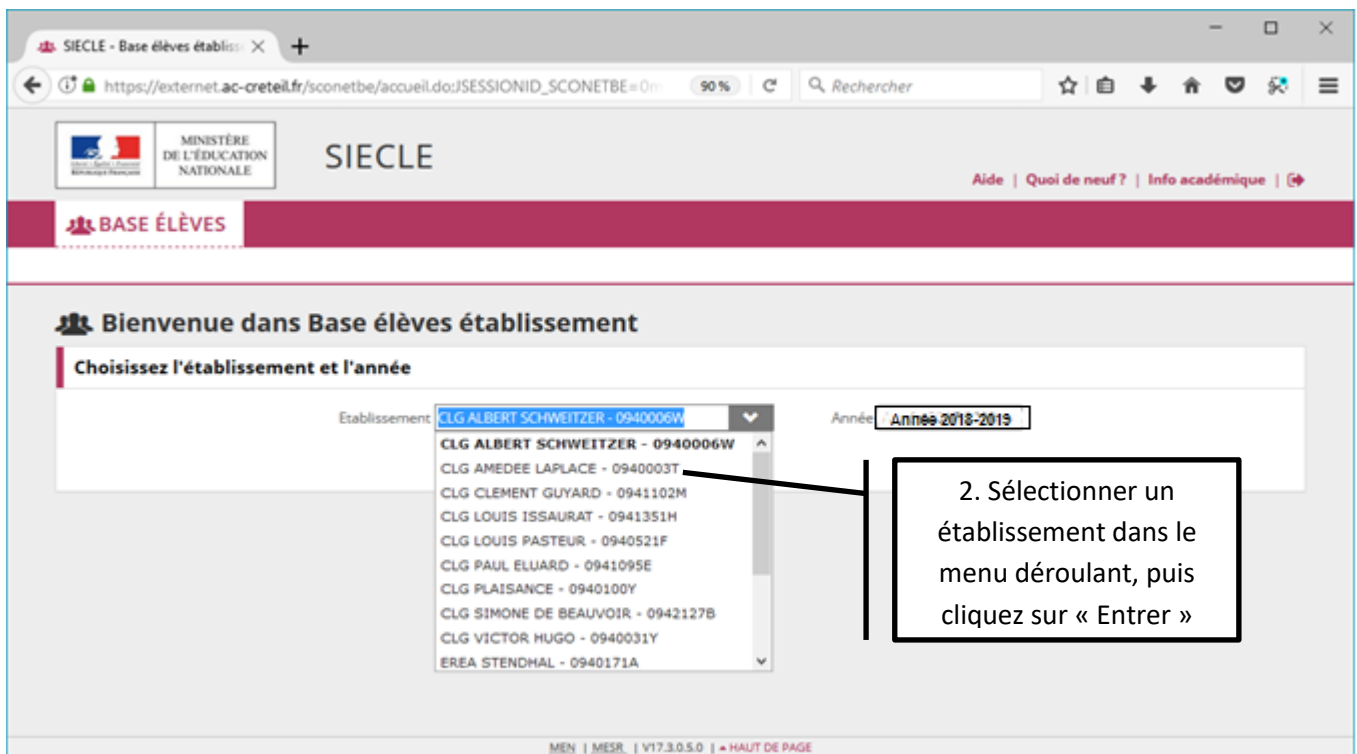 SIECLE - Base élèves établiss
https://externet.ac-creteil.fr/sconetbe/accueil.do;JSESSIONID_SCONETBE=0m
90 %
Rechercher
MINISTÈRE
DE L'ÉDUCATION
NATIONALE
SIECLE
Aide | Quoi de neuf ? | Info académique |
BASE ÉLÈVES
Bienvenue dans Base élèves établissement
Choisissez l'établissement et l'année
Etablissement CLG ALBERT SCHWEITZER - 0940006W
Année Année 2018-2019
CLG ALBERT SCHWEITZER - 0940006W
CLG AMEDEE LAPLACE - 0940003T
CLG CLEMENT GUYARD - 0941102M
CLG LOUIS ISSAURAT - 0941351H
CLG LOUIS PASTEUR - 0940521F
CLG PAUL ELUARD - 0941095E
CLG PLAISANCE - 0940100Y
CLG SIMONE DE BEAUVOIR - 0942127B
CLG VICTOR HUGO - 0940031Y
EREA STENDHAL - 0940171A
2. Sélectionner un
établissement dans le
menu déroulant, puis
cliquez sur « Entrer »
MEN | MESR | V17.3.0.5.0 | HAUT DE PAGE